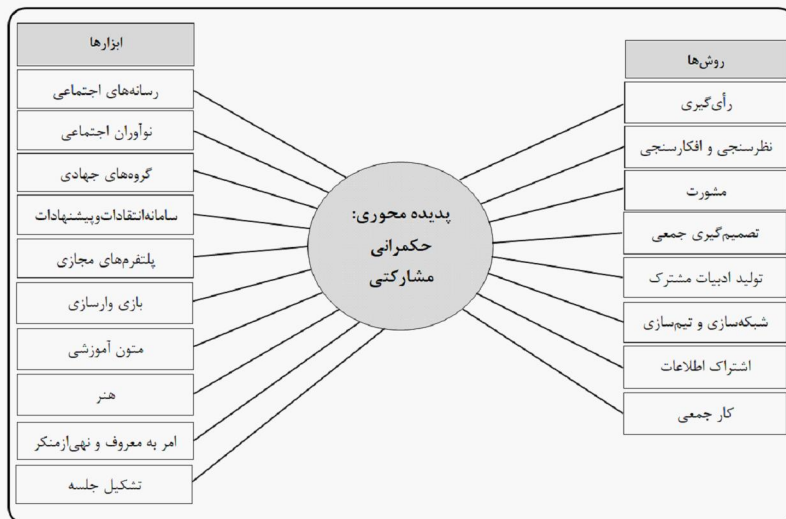 روش‌ها
رأی‌گیری
نظرسنجی و افکارسنجی
مشورت
تصمیم‌گیری جمعی
تولید ادبیات مشترک
شبکه‌سازی و تیم‌سازی
اشتراک اطلاعات
کار جمعی
پدیده محوری:
حکمرانی
مشارکتی
ابزارها
رسانه‌های اجتماعی
نوآوران اجتماعی
گروه‌های جهادی
سامانه‌انتقادات‌وپیشنهادات
پلتفرم‌های مجازی
بازی وارسازی
متون آموزشی
هنر
امر به معروف و نهی‌ازمنکر
تشکیل جلسه